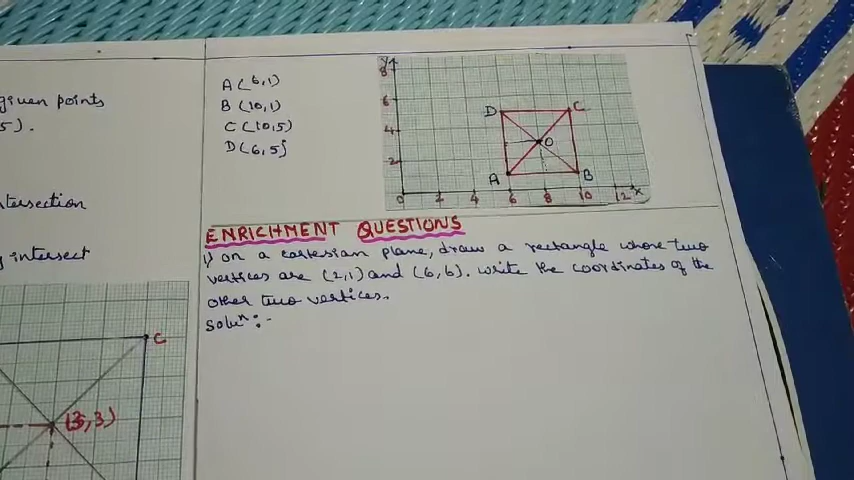 given points
5).
intersection
intersect
C
(3,3)
A(6,1)
B(10,1)
C(10,5)
D(6,5)
y
8
6
4
2
0 2 4 6 8 10 12 x
D C
O
A B
ENRICHMENT QUESTIONS
1) on a cartesian plane, draw a rectangle whose two
vertices are (2,1) and (6,6). write the coordinates of the
other two vertices.
Soluⁿ:-